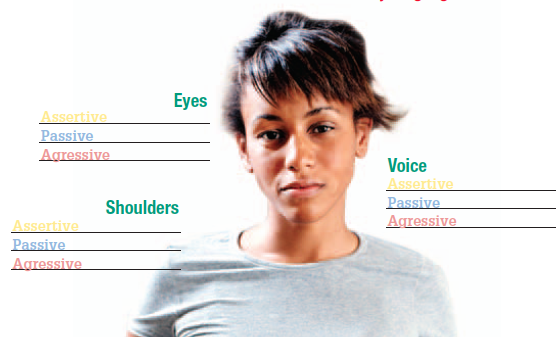 Eyes
Assertive
Passive
Agressive
Voice
Assertive
Passive
Agressive
Shoulders
Assertive
Passive
Agressive